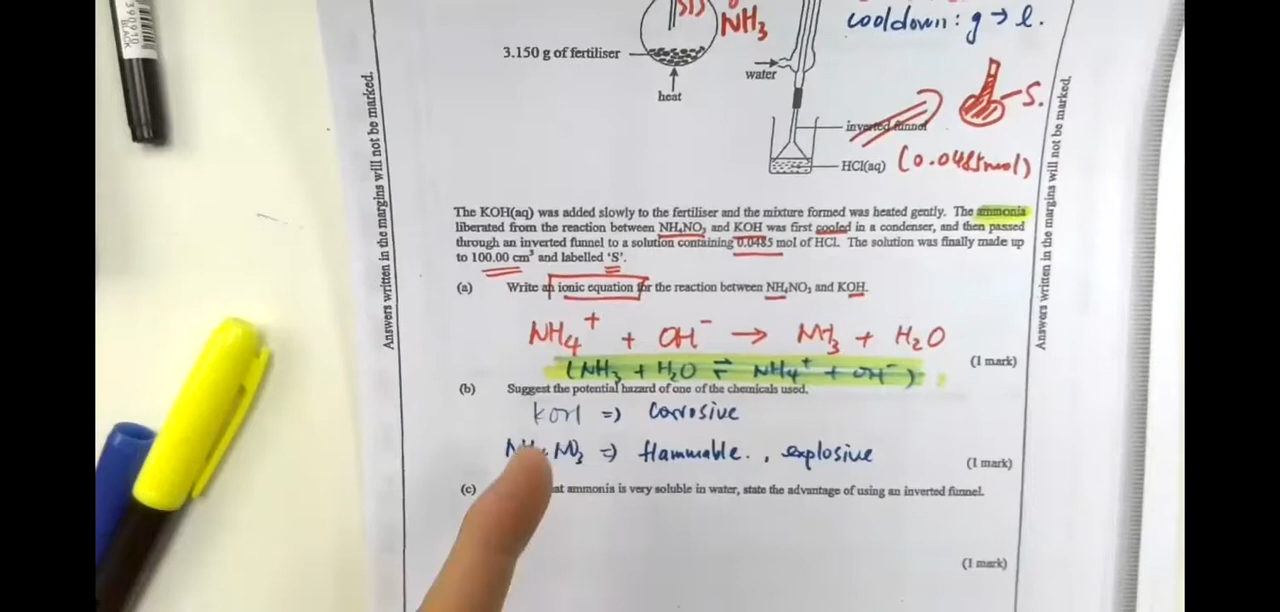 390910
BLACK
NH3
cooldown : g → l.
3.150 g of fertiliser
water
heat
S.
inverted funnel
HCl(aq) (0.0485mol)
Answers written in the margins will not be marked.
Answers written in the margins will not be marked.
The KOH(aq) was added slowly to the fertiliser and the mixture formed was heated gently. The ammonia
liberated from the reaction between NH₄NO₃ and KOH was first cooled in a condenser, and then passed
through an inverted funnel to a solution containing 0.0485 mol of HCl. The solution was finally made up
to 100.00 cm³ and labelled ‘S’.
(a) Write an ionic equation for the reaction between NH₄NO₃ and KOH.
NH4⁺ + OH⁻ → NH3 + H2O
(1 mark)
(NH3 + H2O ⇌ NH4⁺ + OH⁻)
(b) Suggest the potential hazard of one of the chemicals used.
KOH ⇒ Corrosive
NO3 ⇒ flammable. , explosive
(1 mark)
(c) at ammonia is very soluble in water, state the advantage of using an inverted funnel.
(1 mark)